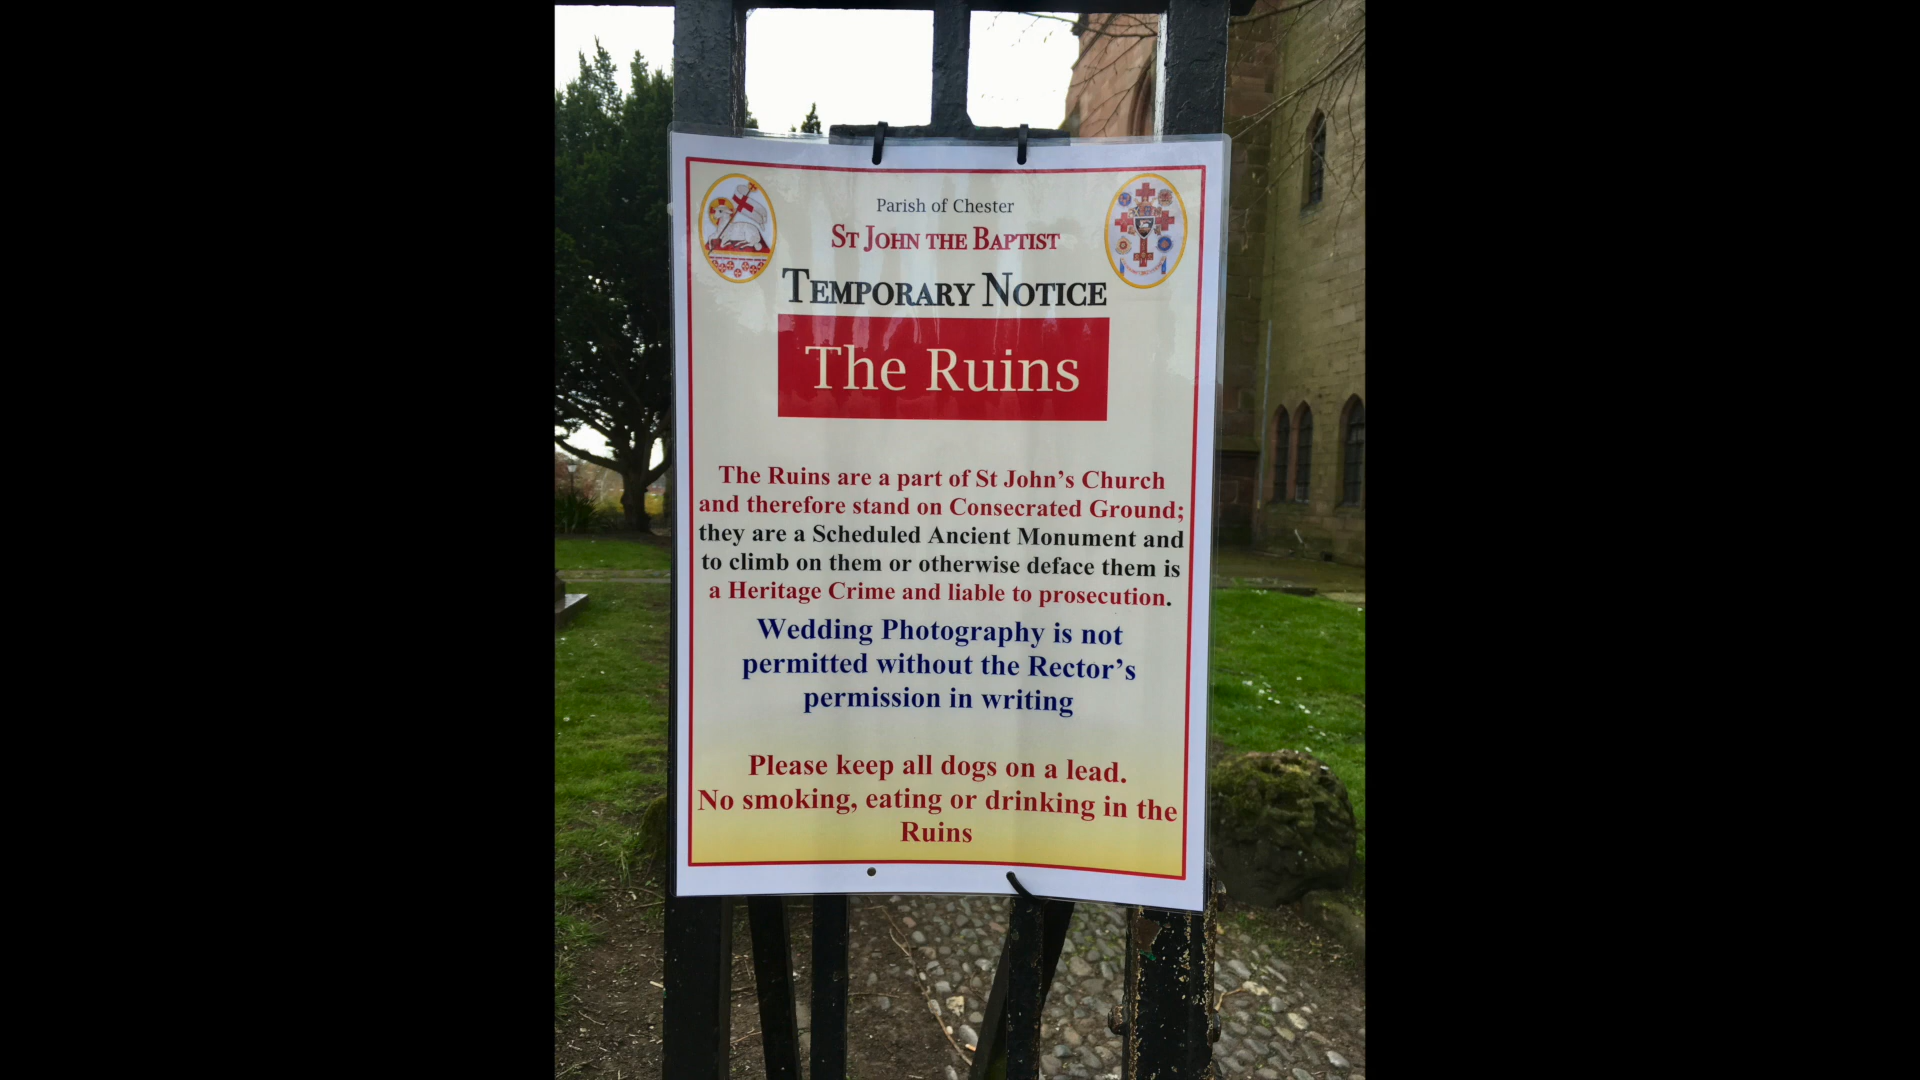 Parish of Chester
St John the Baptist
Temporary Notice
The Ruins
The Ruins are a part of St John's Church
and therefore stand on Consecrated Ground;
they are a Scheduled Ancient Monument and
to climb on them or otherwise deface them is
a Heritage Crime and liable to prosecution.
Wedding Photography is not
permitted without the Rector's
permission in writing
Please keep all dogs on a lead.
No smoking, eating or drinking in the
Ruins